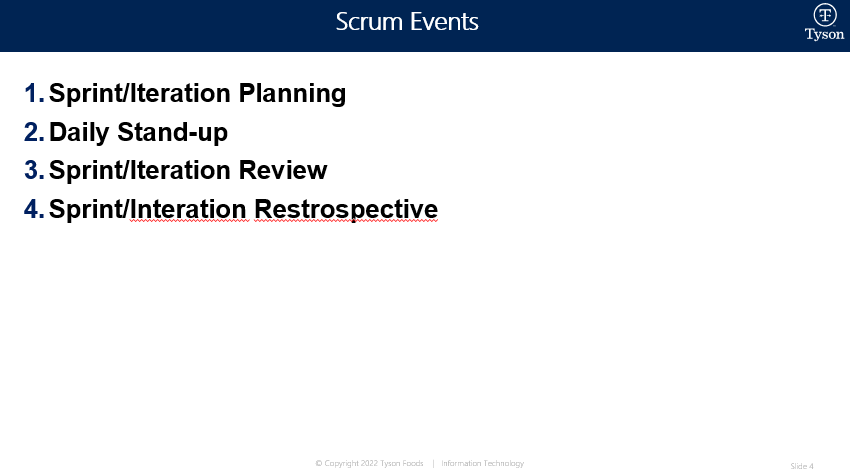 Scrum Events
Tyson
1. Sprint/Iteration Planning
2. Daily Stand-up
3. Sprint/Iteration Review
4. Sprint/Interation Restrospective
© Copyright 2022 Tyson Foods | Information Technology
Slide 4